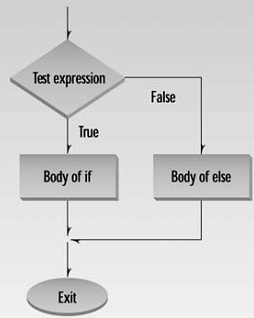 Test expression
False
True
Body of if
Body of else
Exit